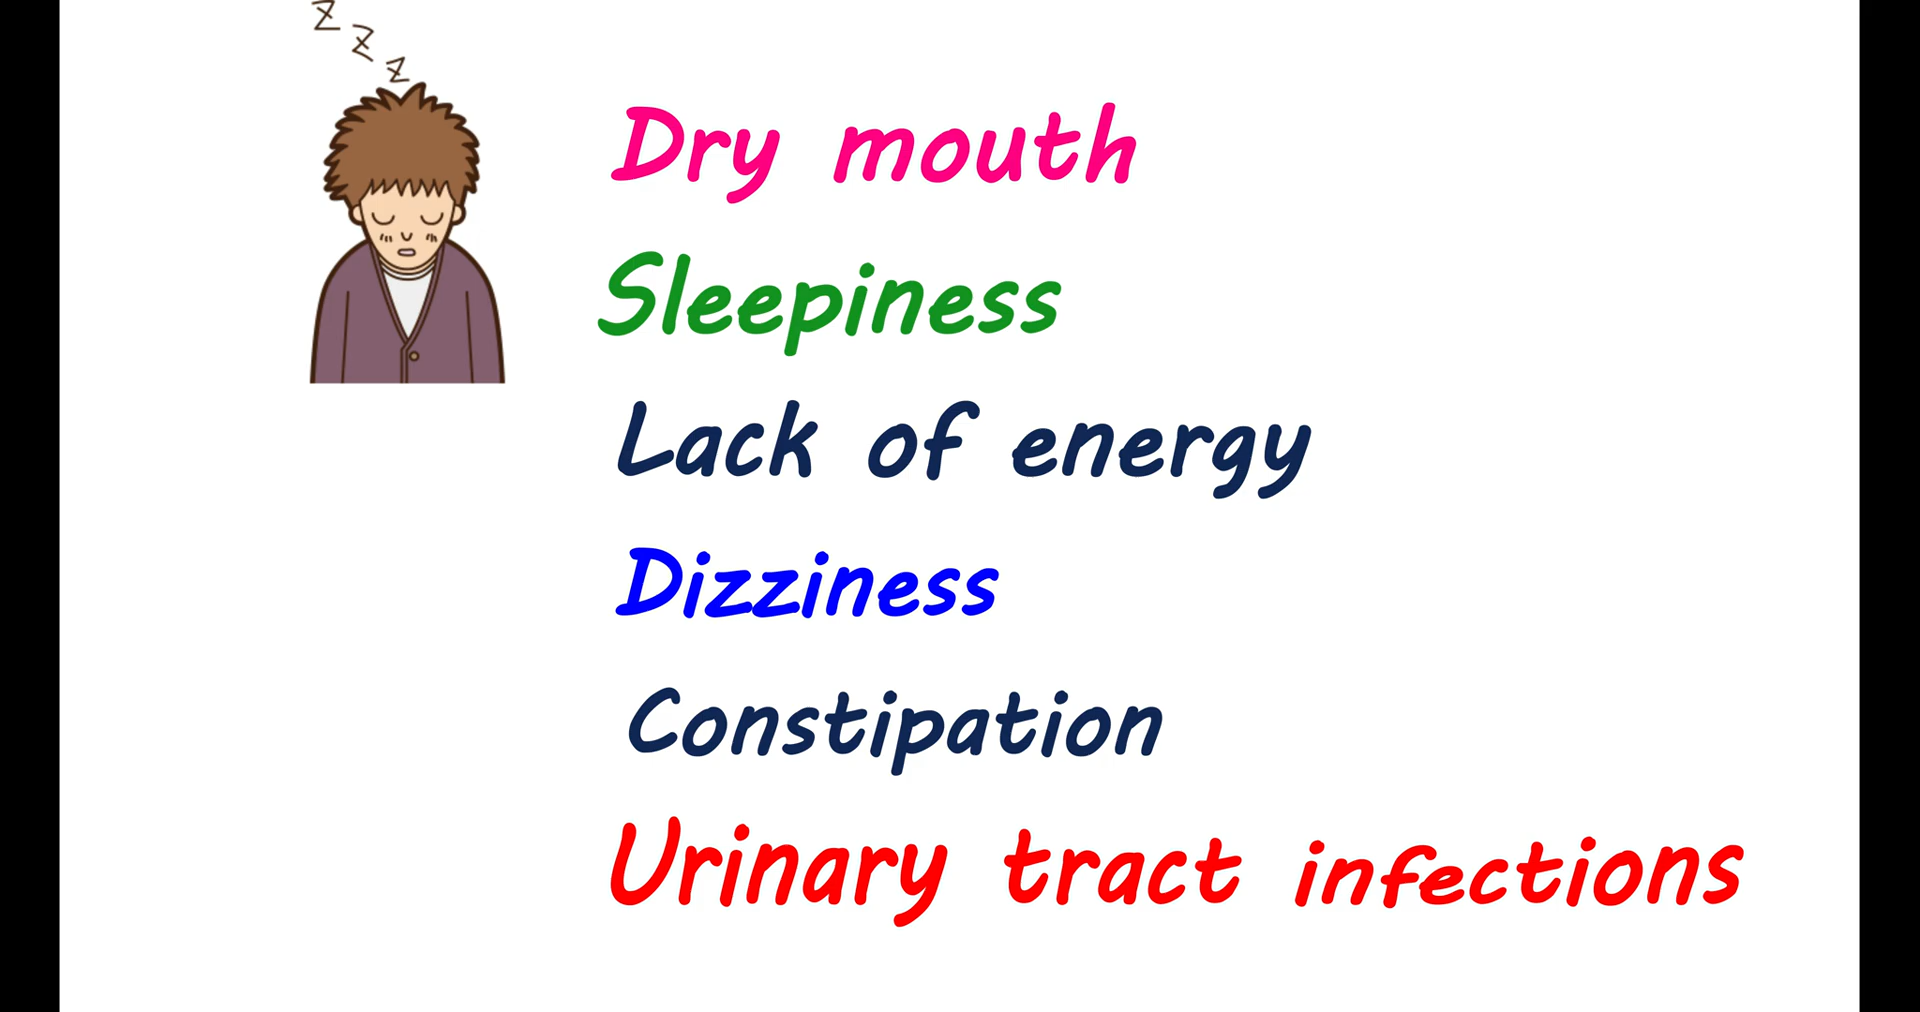 z
z
z
Dry mouth
Sleepiness
Lack of energy
Dizziness
Constipation
Urinary tract infections